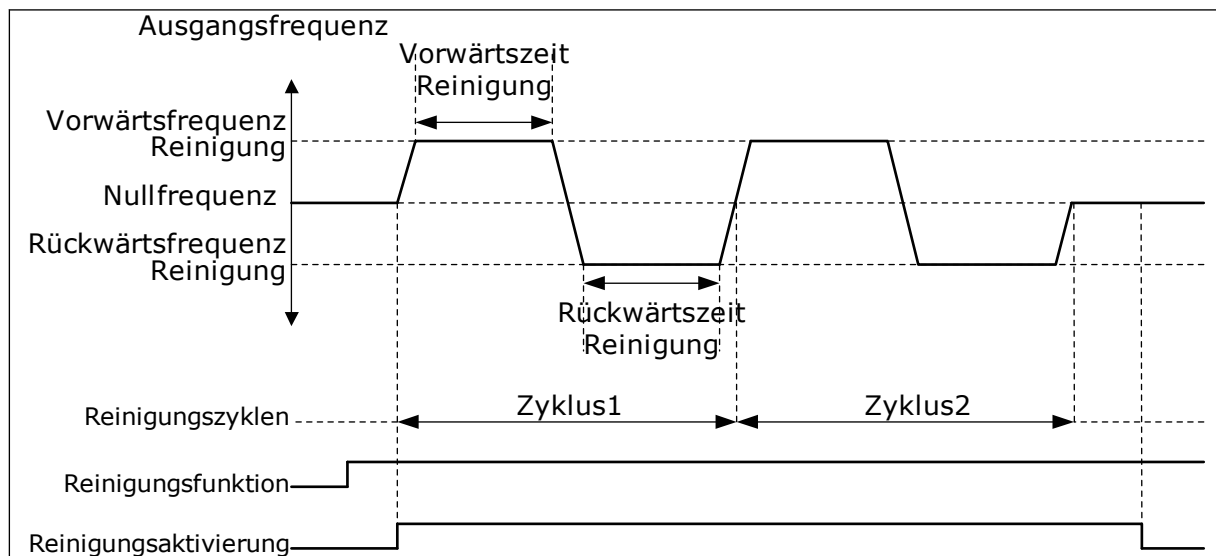 Ausgangsfrequenz
Vorwärtszeit
Reinigung
Vorwärtsfrequenz
Reinigung
Nullfrequenz
Rückwärtsfrequenz
Reinigung
Rückwärtszeit
Reinigung
Reinigungszyklen
Zyklus1
Zyklus2
Reinigungsfunktion
Reinigungsaktivierung